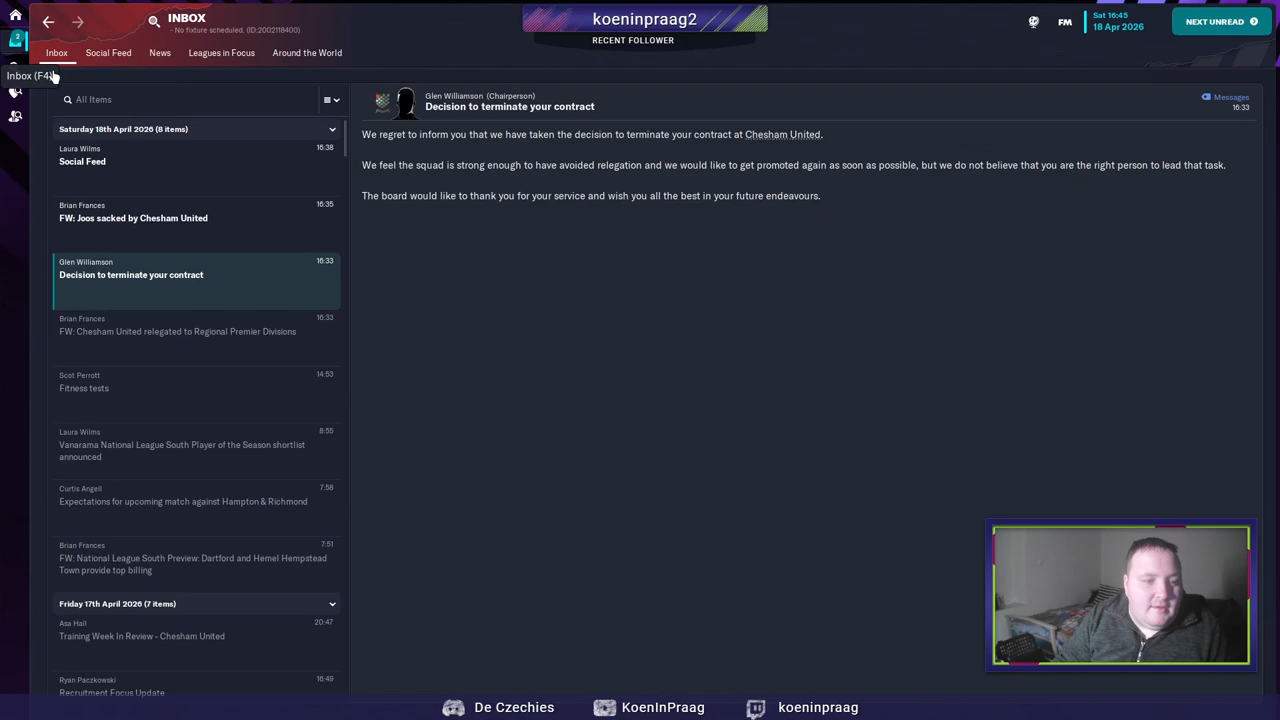 INBOX
- No fixture scheduled. (ID:2002118400)
koeninpraag2
RECENT FOLLOWER
FM
Sat 16:45
18 Apr 2026
NEXT UNREAD
2
Inbox
Social Feed
News
Leagues in Focus
Around the World
Inbox (F4)
All Items
Saturday 18th April 2026 (8 items)
Laura Wilms
16:38
Social Feed
Brian Frances
16:35
FW: Joos sacked by Chesham United
Glen Williamson
16:33
Decision to terminate your contract
Brian Frances
16:33
FW: Chesham United relegated to Regional Premier Divisions
Scot Perrott
14:53
Fitness tests
Laura Wilms
8:55
Vanarama National League South Player of the Season shortlist
announced
Curtis Angell
7:58
Expectations for upcoming match against Hampton & Richmond
Brian Frances
7:51
FW: National League South Preview: Dartford and Hemel Hempstead
Town provide top billing
Friday 17th April 2026 (7 items)
Asa Hall
20:47
Training Week In Review - Chesham United
Ryan Paczkowski
16:49
Recruitment Focus Update
Glen Williamson (Chairperson)
Decision to terminate your contract
Messages
16:33
We regret to inform you that we have taken the decision to terminate your contract at Chesham United.
We feel the squad is strong enough to have avoided relegation and we would like to get promoted again as soon as possible, but we do not believe that you are the right person to lead that task.
The board would like to thank you for your service and wish you all the best in your future endeavours.
De Czechies
KoenInPraag
koeninpraag